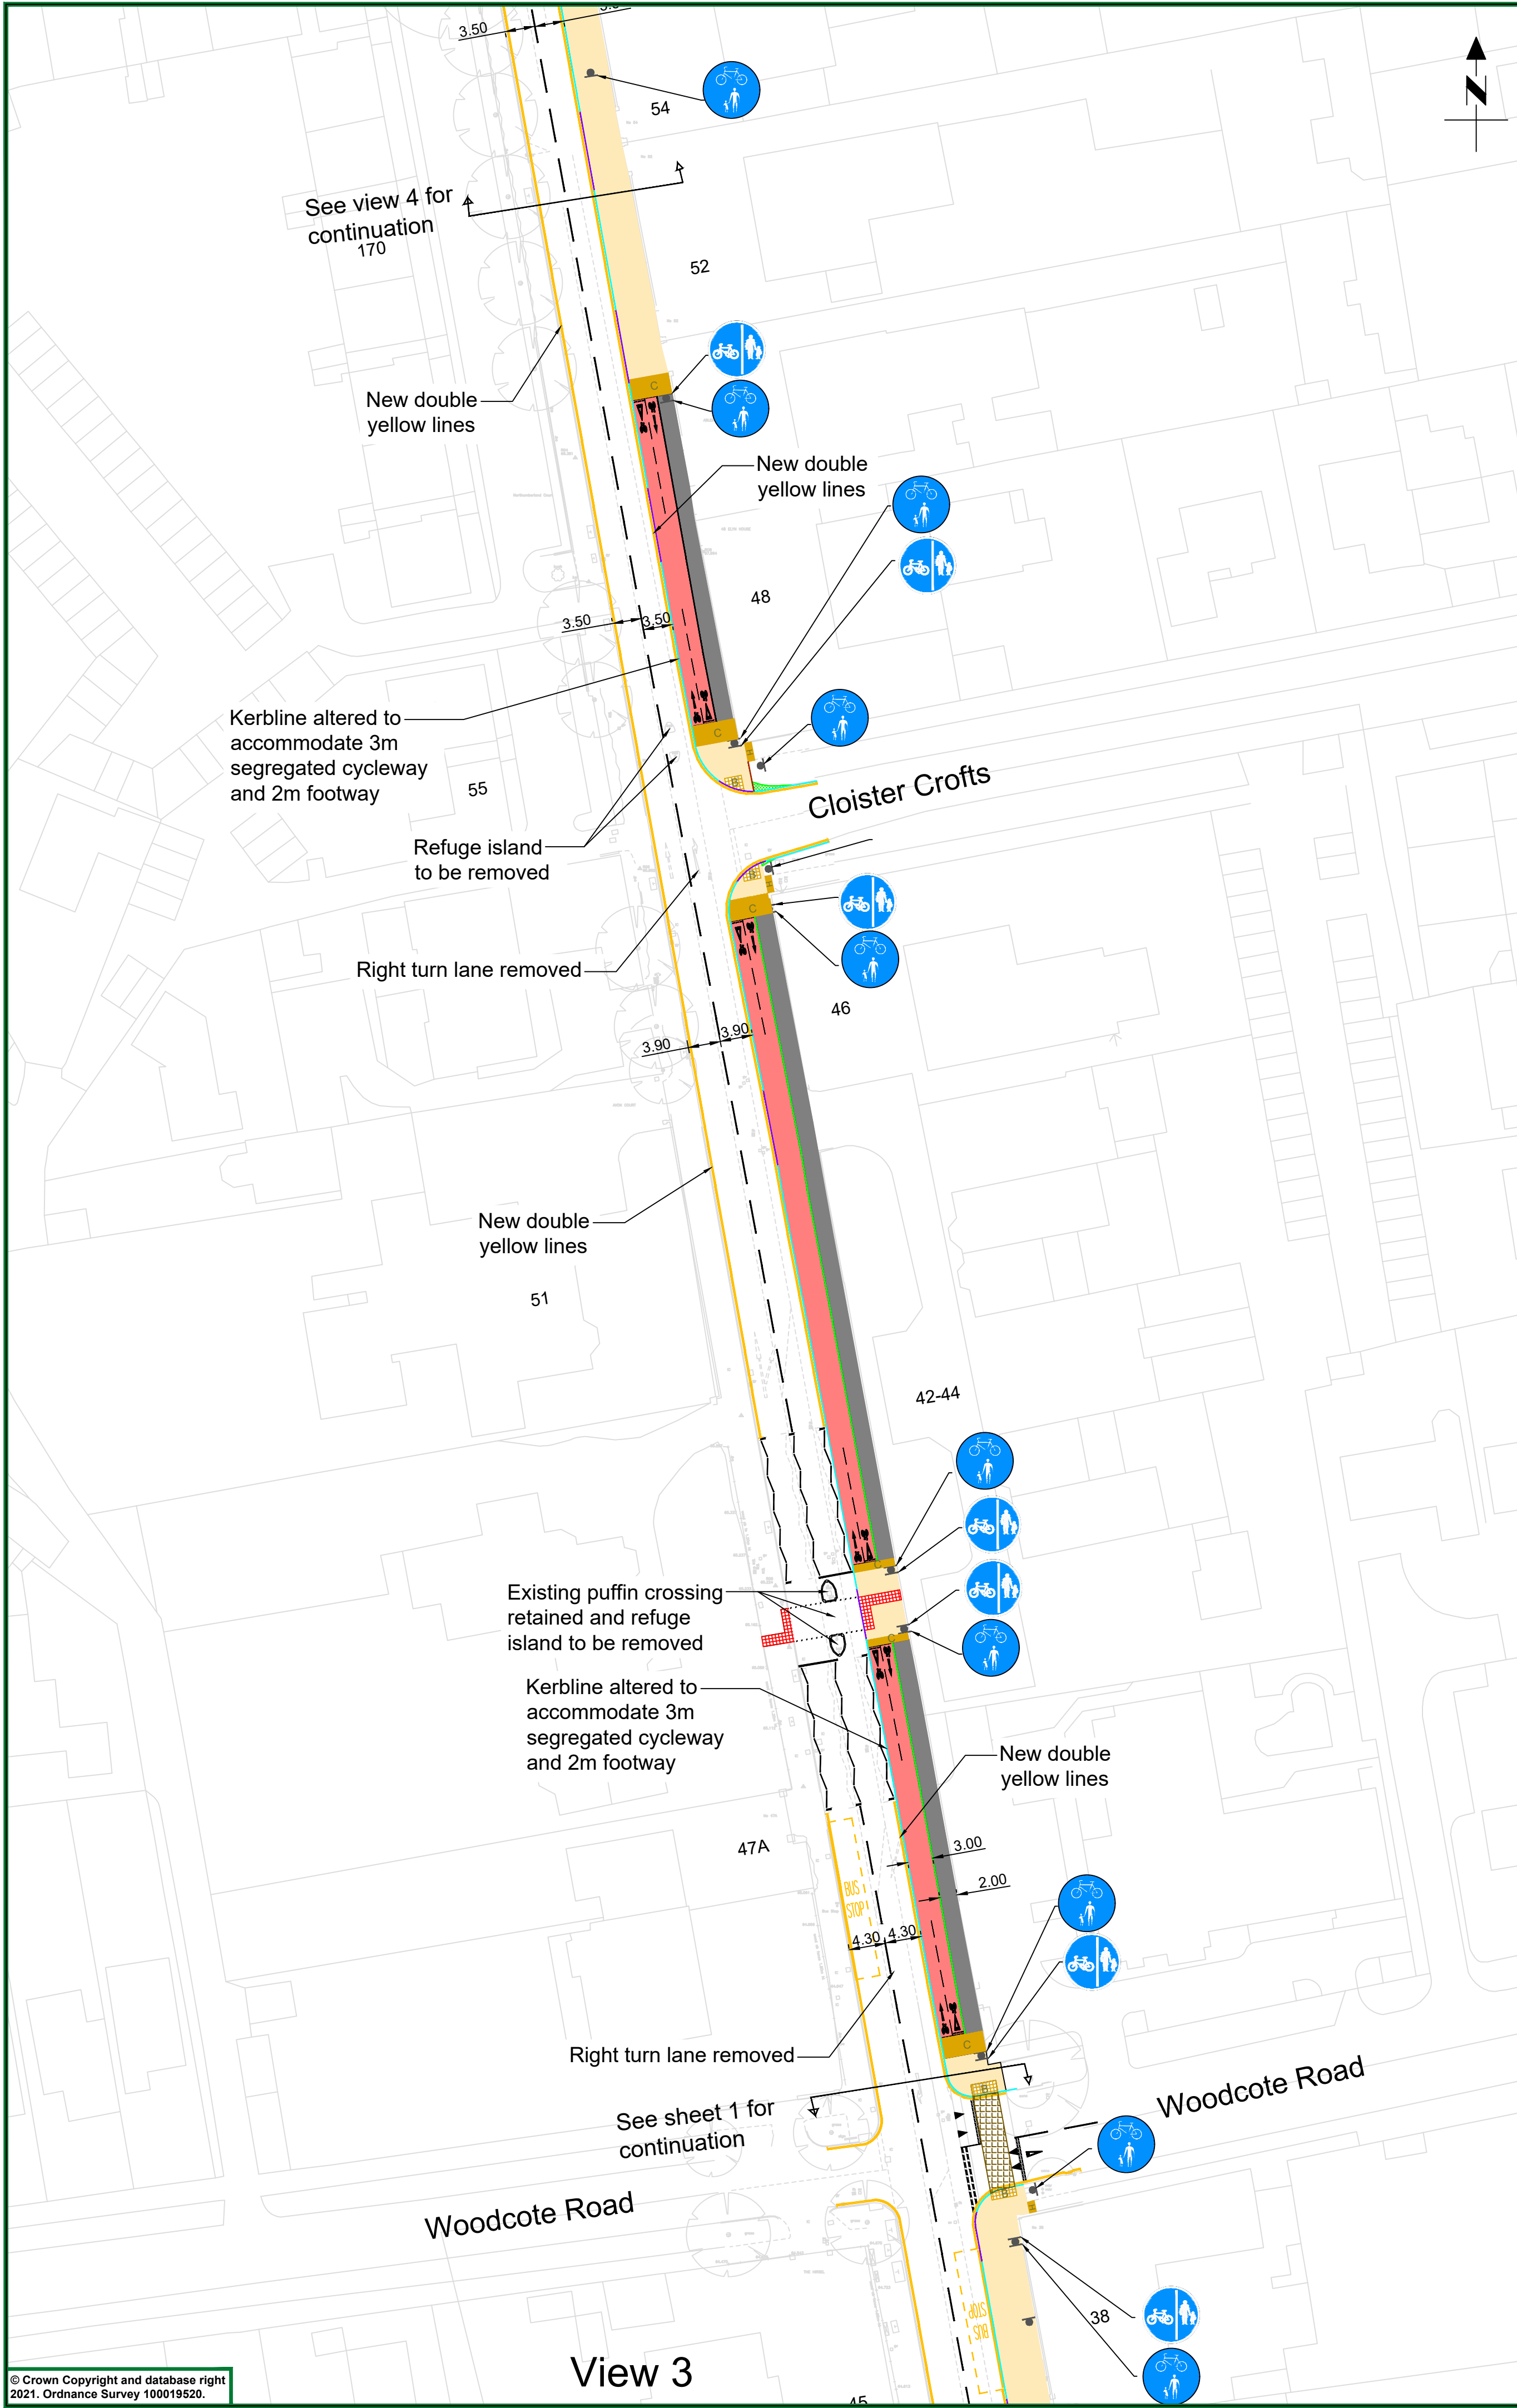 3.50
54
See view 4 for
continuation
170
52
New double
yellow lines
C
New double
yellow lines
48
3.50
3.50
Kerbline altered to
accommodate 3m
segregated cycleway
and 2m footway
55
C
H
B
Cloister Crofts
Refuge island
to be removed
B
H
C
Right turn lane removed
46
3.90
3.90
New double
yellow lines
51
42-44
C
Existing puffin crossing
retained and refuge
island to be removed
C
Kerbline altered to
accommodate 3m
segregated cycleway
and 2m footway
New double
yellow lines
47A
3.00
2.00
BUS
STOP
4.30
4.30
Right turn lane removed
C
B
See sheet 1 for
continuation
Woodcote Road
Woodcote Road
B
H
BUS
STOP
38
View 3
45
© Crown Copyright and database right
2021. Ordnance Survey 100019520.
N